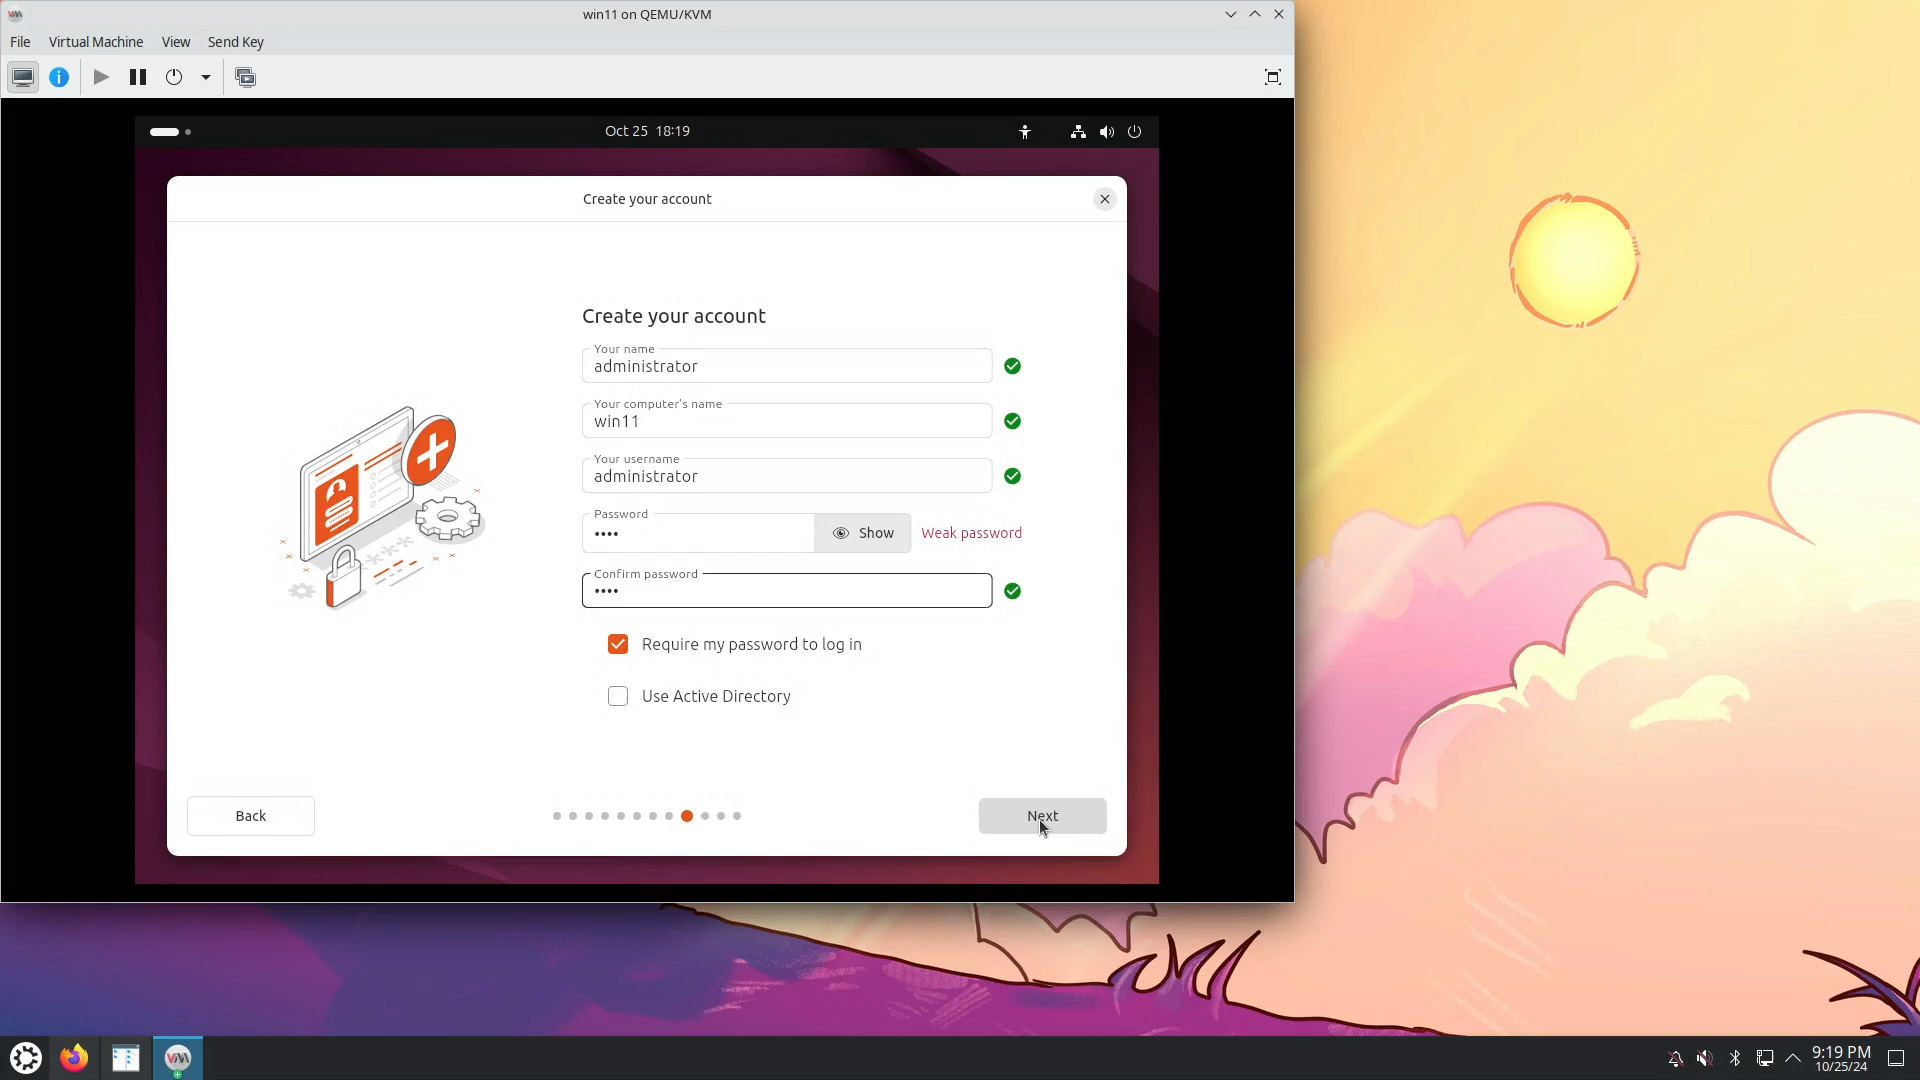 win11 on QEMU/KVM
File Virtual Machine View Send Key
Oct 25 18:19
Create your account
Create your account
Your name
administrator
Your computer's name
win11
Your username
administrator
Password
••••
Show
Weak password
Confirm password
••••
Require my password to log in
Use Active Directory
Back
Next
9:19 PM
10/25/24